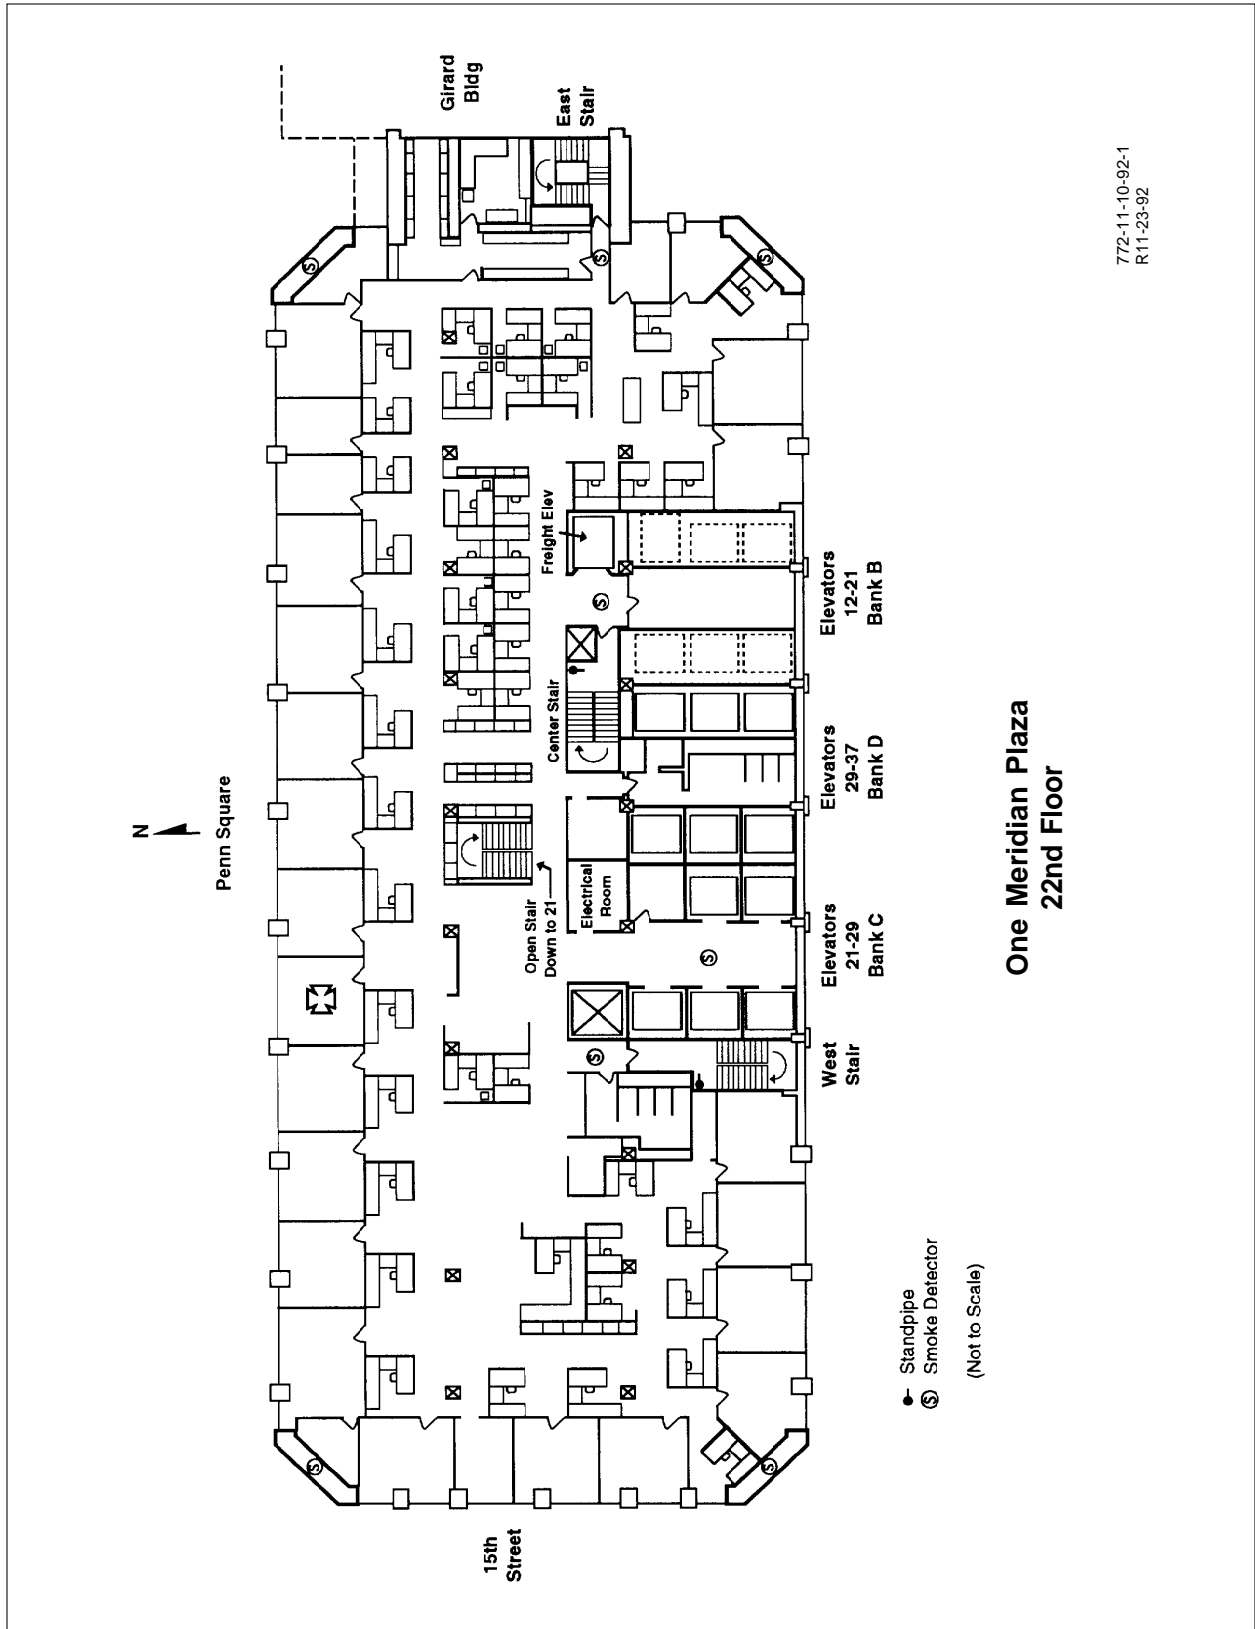 Girard
Bldg
East
Stair
N
Penn Square
Freight Elev
Center Stair
Open Stair
Down to 21
Electrical
Room
Elevators
12-21
Bank B
Elevators
29-37
Bank D
Elevators
21-29
Bank C
West
Stair
15th
Street
S
S
S
S
S
S
S
S
One Meridian Plaza
22nd Floor
Standpipe
S Smoke Detector
(Not to Scale)
772-11-10-92-1
R11-23-92